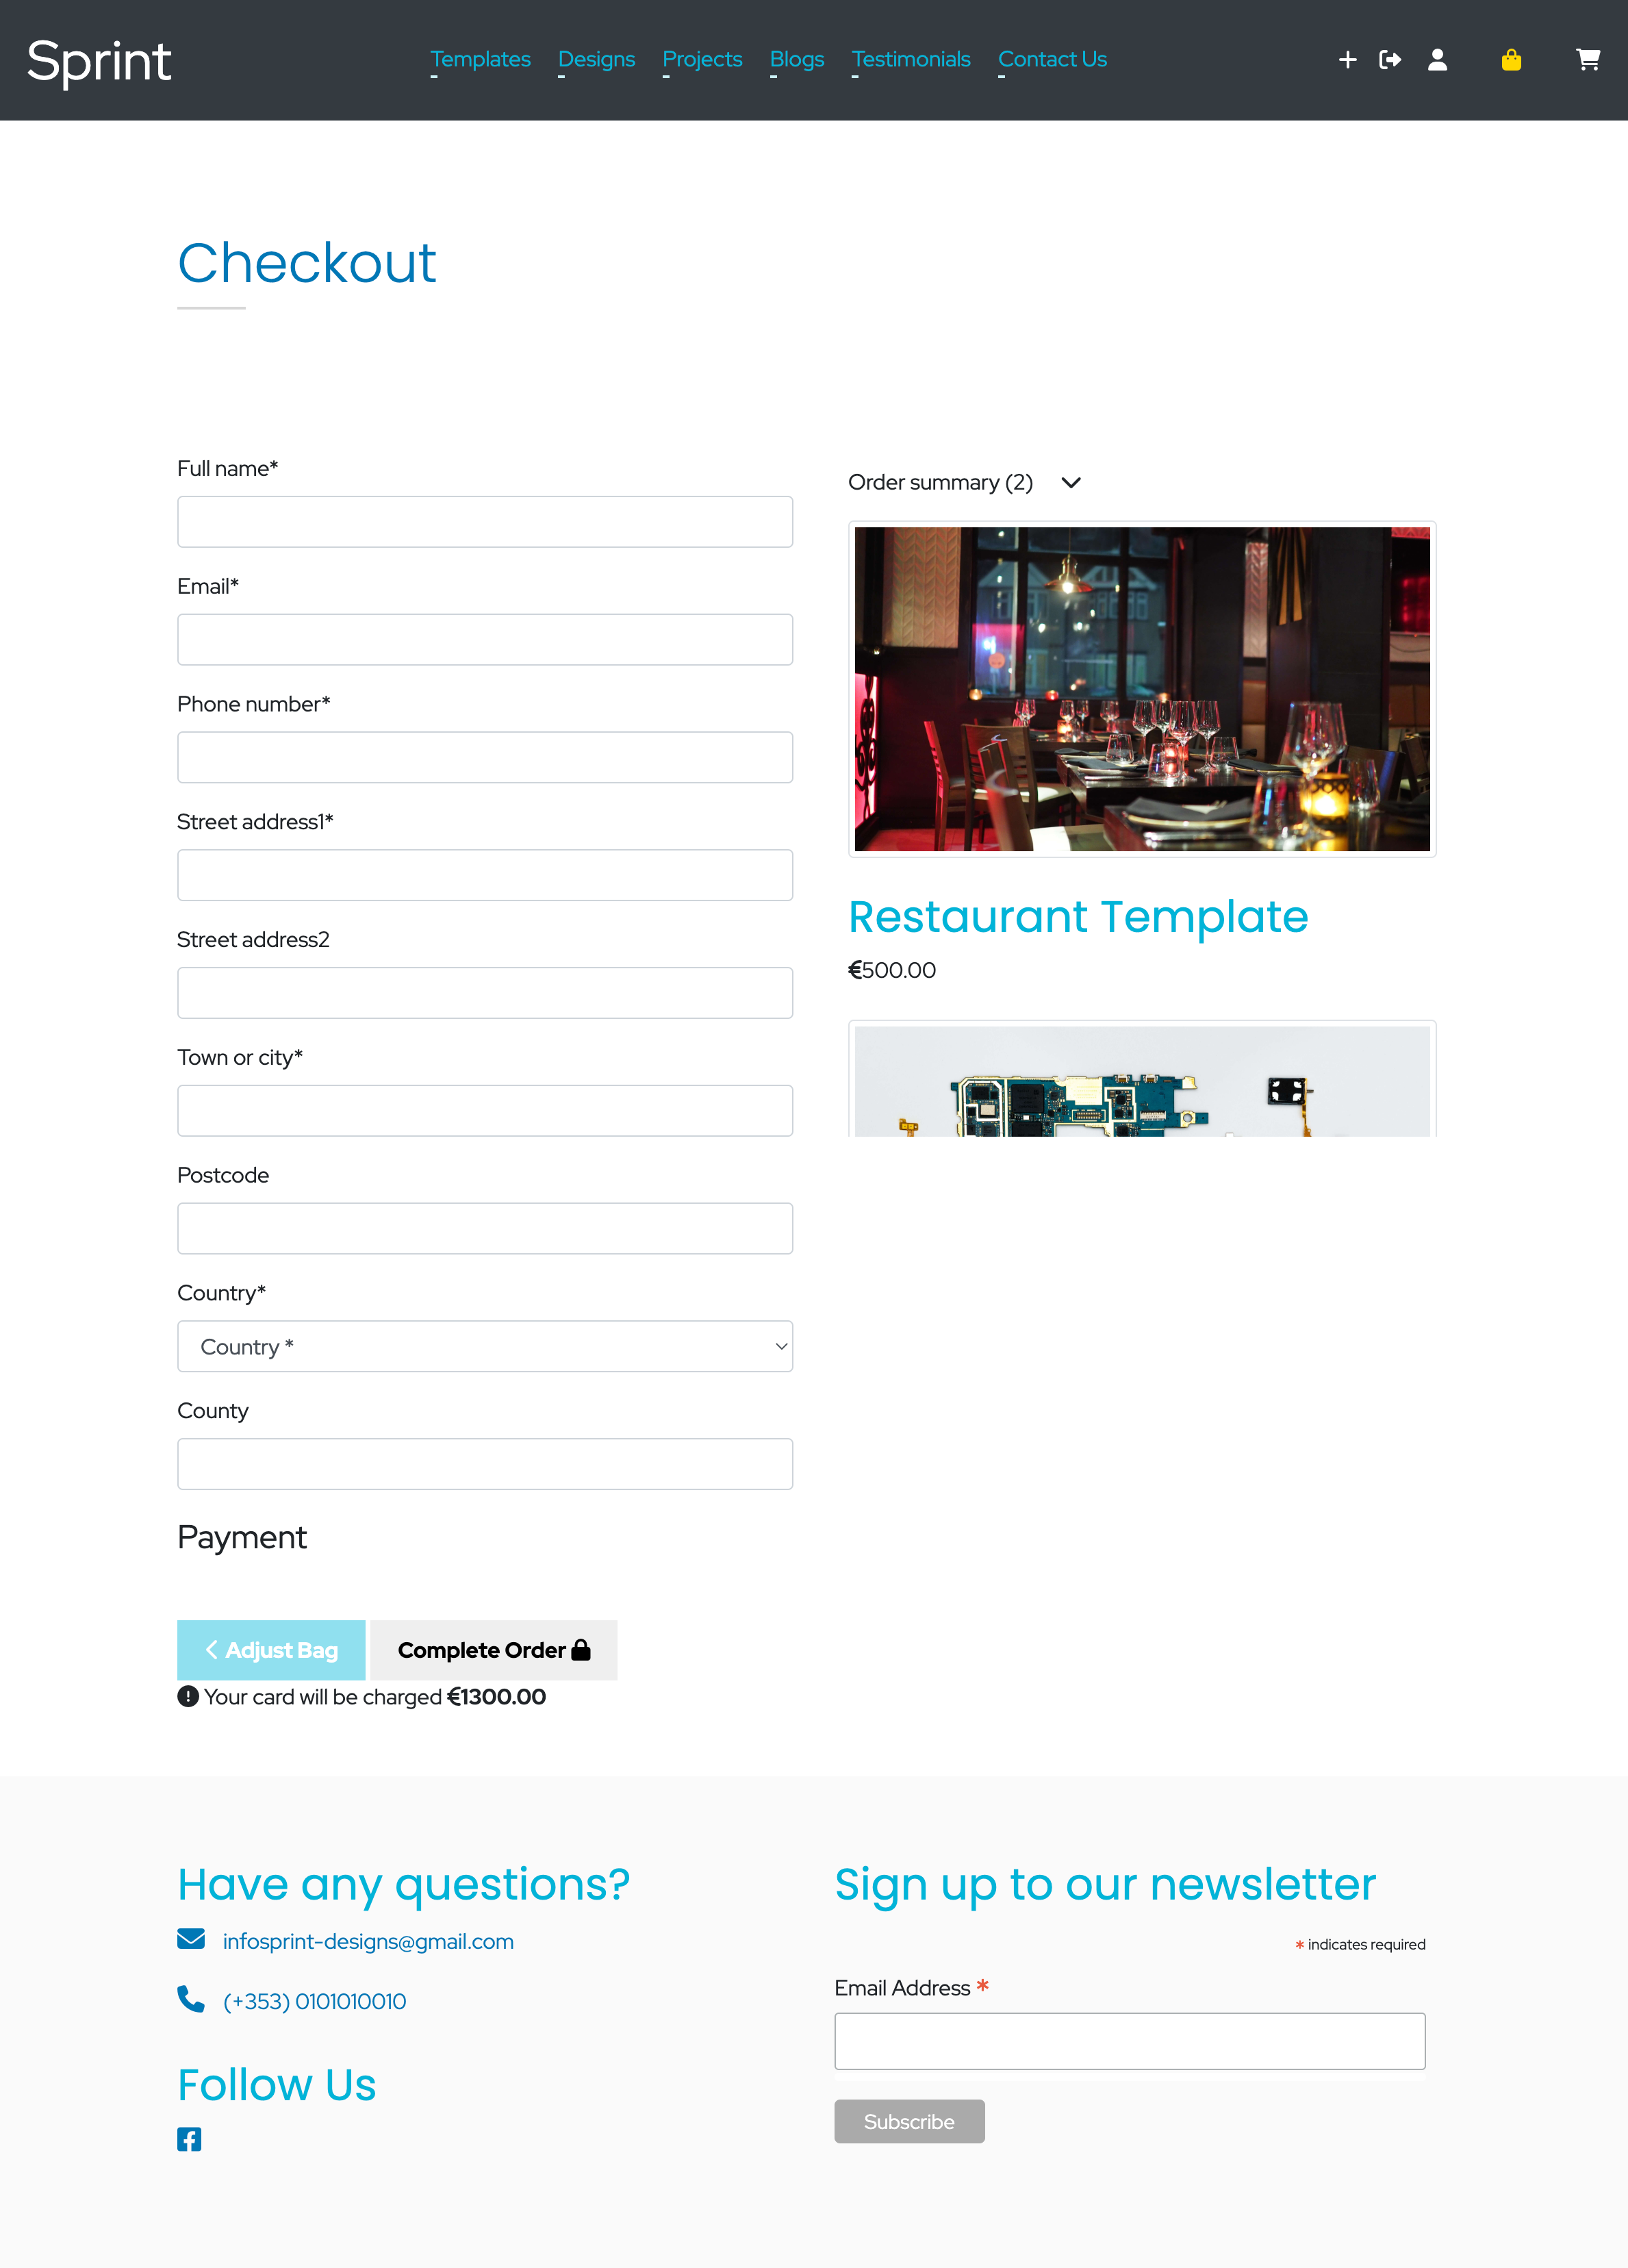 Sprint
Templates Designs Projects Blogs Testimonials Contact Us
Checkout
Full name*
Email*
Phone number*
Street address1*
Street address2
Town or city*
Postcode
Country*
Country *
County
Payment
Adjust Bag Complete Order
Your card will be charged €1300.00
Order summary (2)
Restaurant Template
€500.00
Have any questions?
infosprint-designs@gmail.com
(+353) 0101010010
Follow Us
Sign up to our newsletter
* indicates required
Email Address *
Subscribe